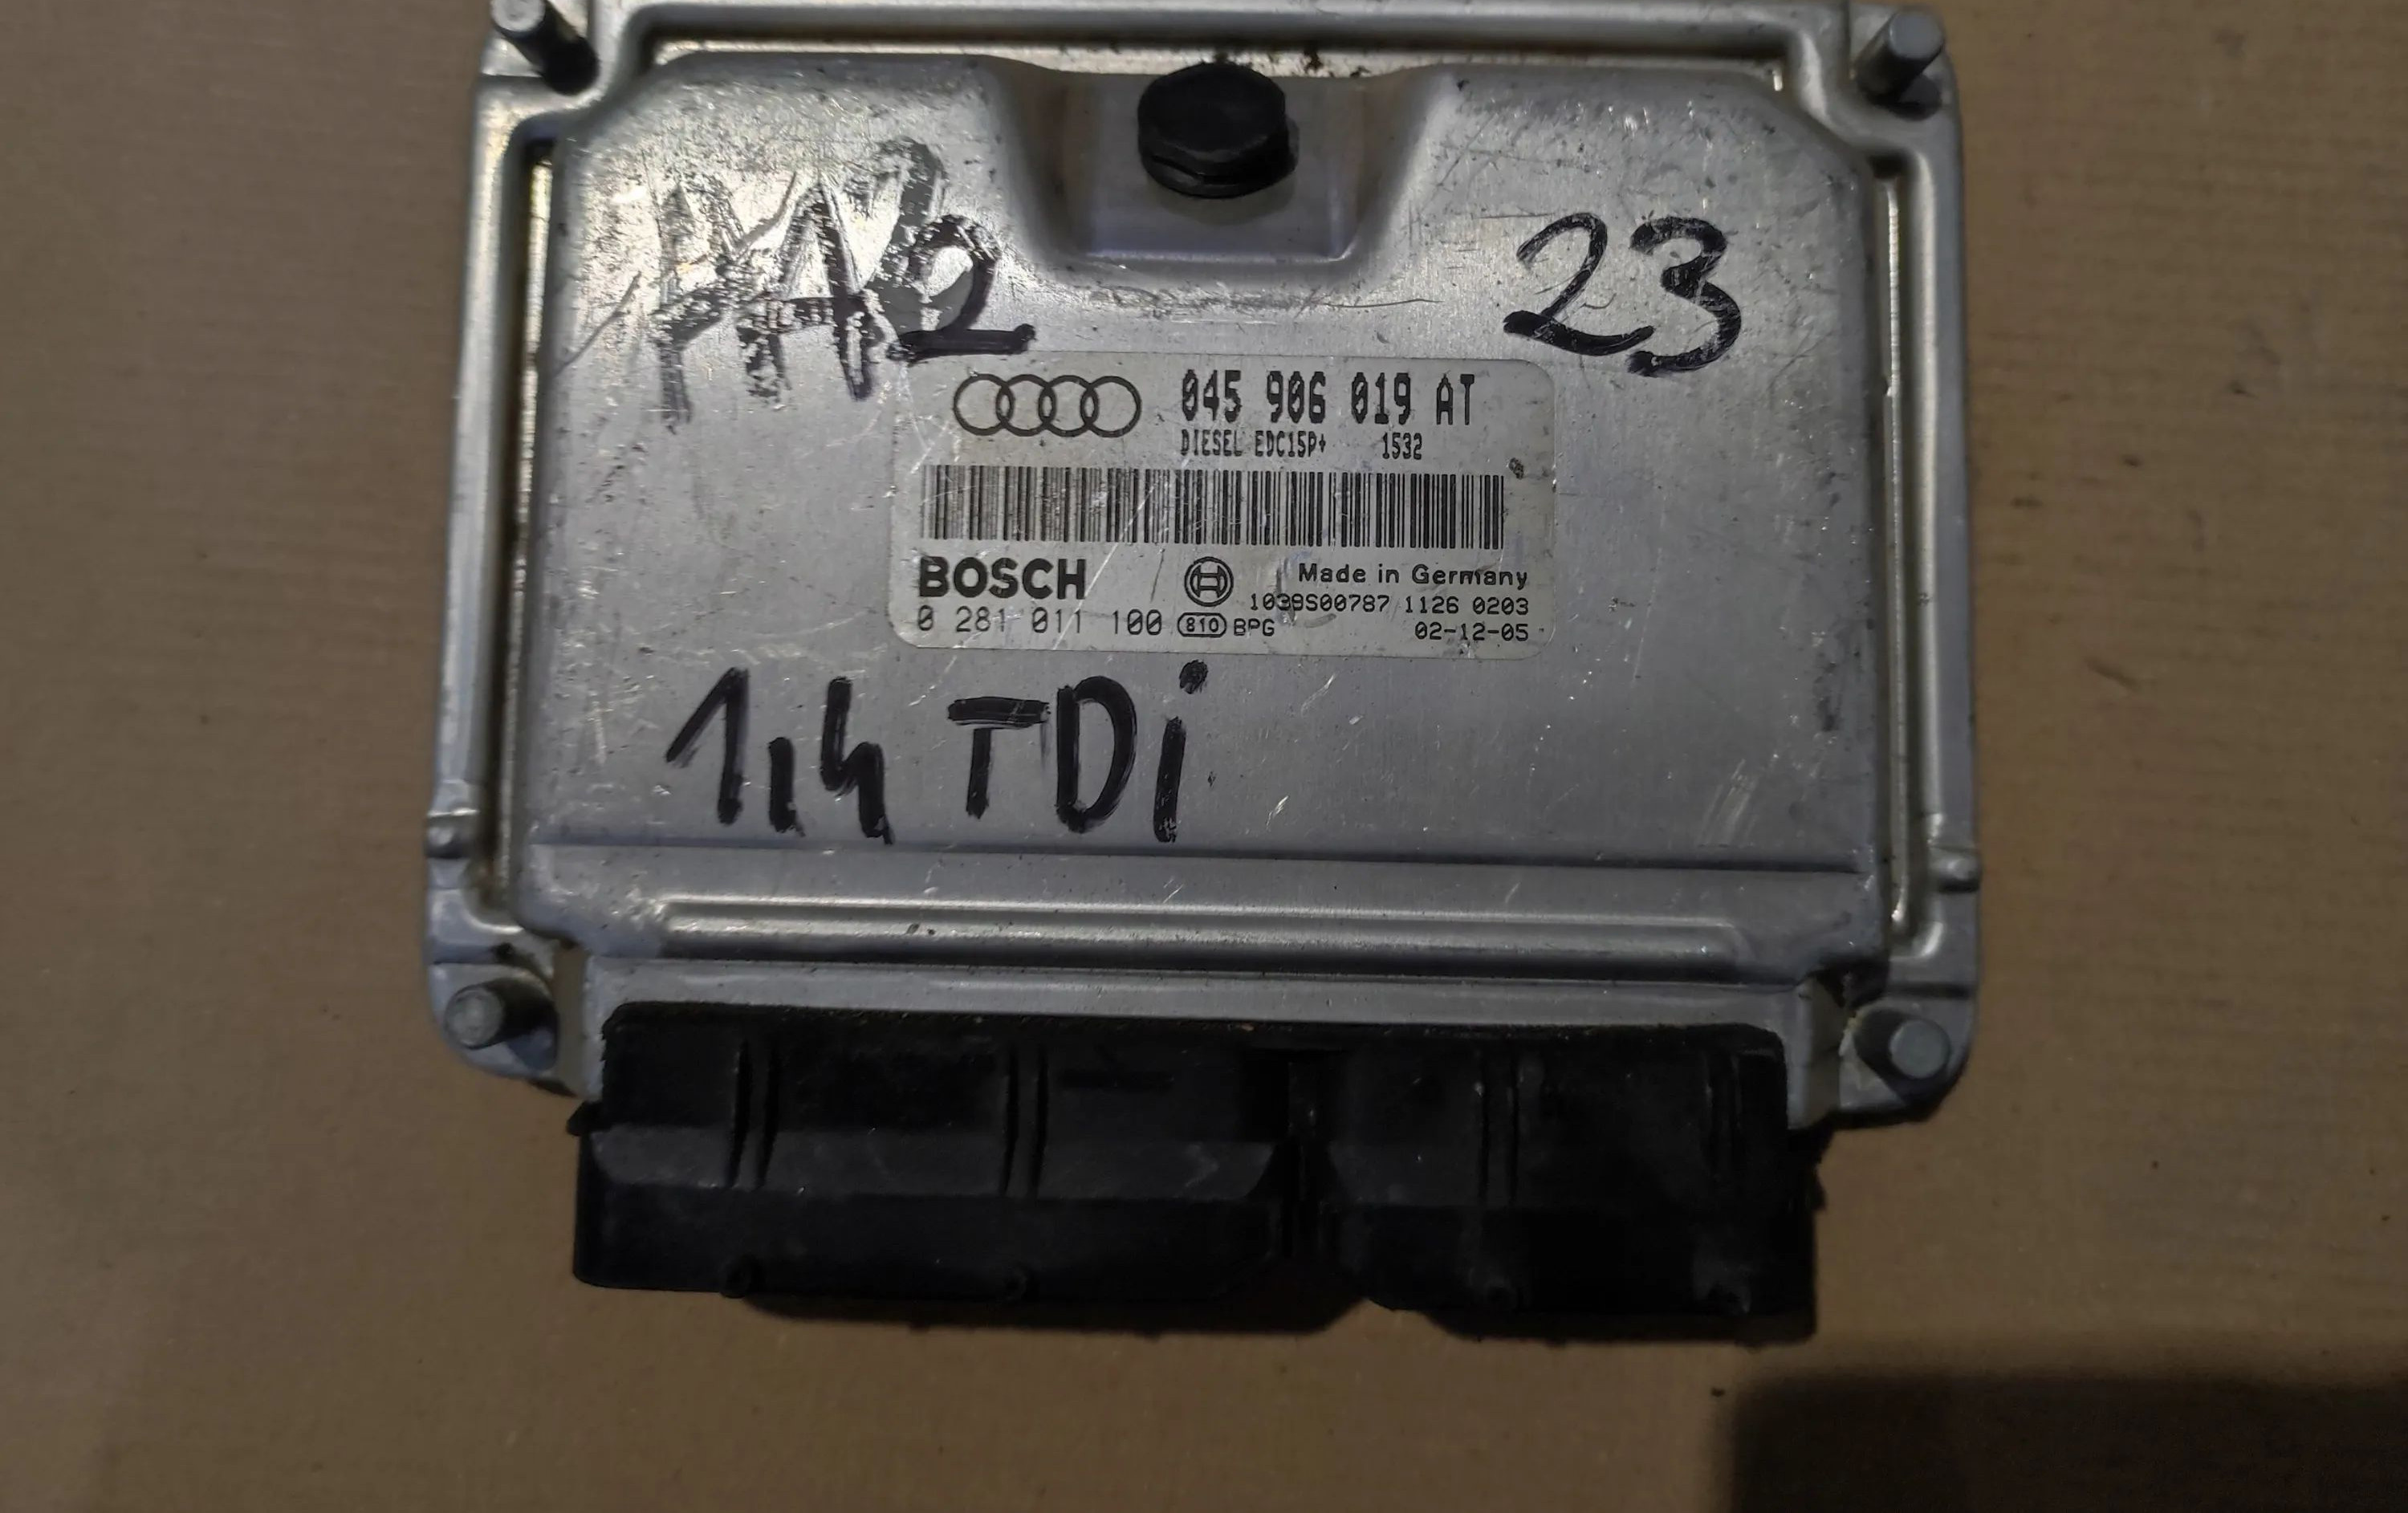 23
045 906 019 AT
DIESEL EDC15P+ 1532
BOSCH
Made in Germany
1039S00787 1126 0203
0 281 011 100 810 BPG
02-12-05
1,4 TDi